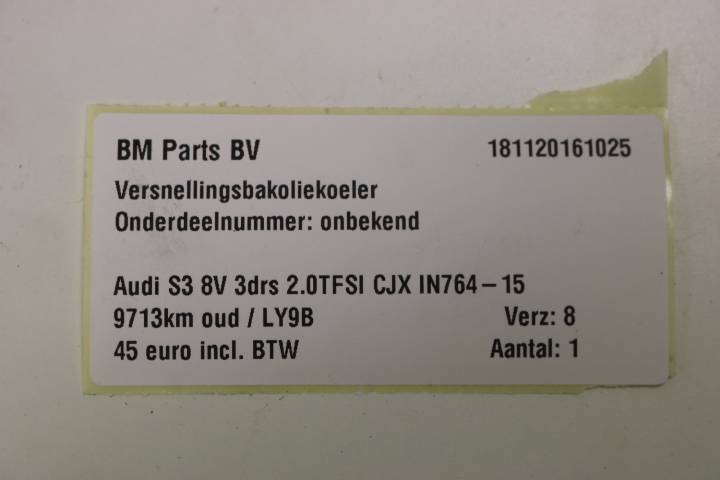 BM Parts BV 181120161025
Versnellingsbakoliekoeler
Onderdeelnummer: onbekend
Audi S3 8V 3drs 2.0TFSI CJX IN764-15
9713km oud / LY9B Verz: 8
45 euro incl. BTW Aantal: 1